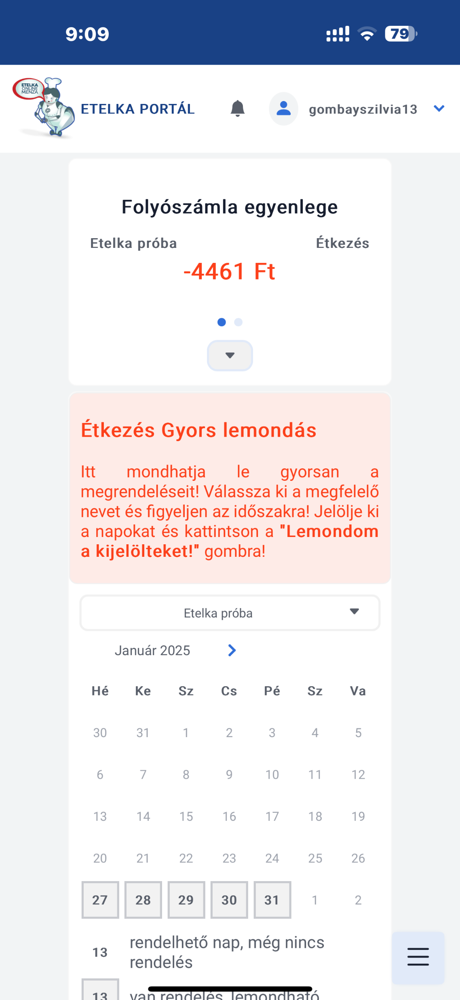 9:09
79
ETELKA
ONLINE
MENZA
@
ETELKA PORTÁL
gombayszilvia13
Folyószámla egyenlege
Etelka próba Étkezés
-4461 Ft
Étkezés Gyors lemondás
Itt mondhatja le gyorsan a
megrendeléseit! Válassza ki a megfelelő
nevet és figyeljen az időszakra! Jelölje ki
a napokat és kattintson a "Lemondom
a kijelölteket!" gombra!
Etelka próba
Január 2025
Hé Ke Sz Cs Pé Sz Va
30 31 1 2 3 4 5
6 7 8 9 10 11 12
13 14 15 16 17 18 19
20 21 22 23 24 25 26
27 28 29 30 31 1 2
13 rendelhető nap, még nincs
rendelés
13 van rendelés, lemondható